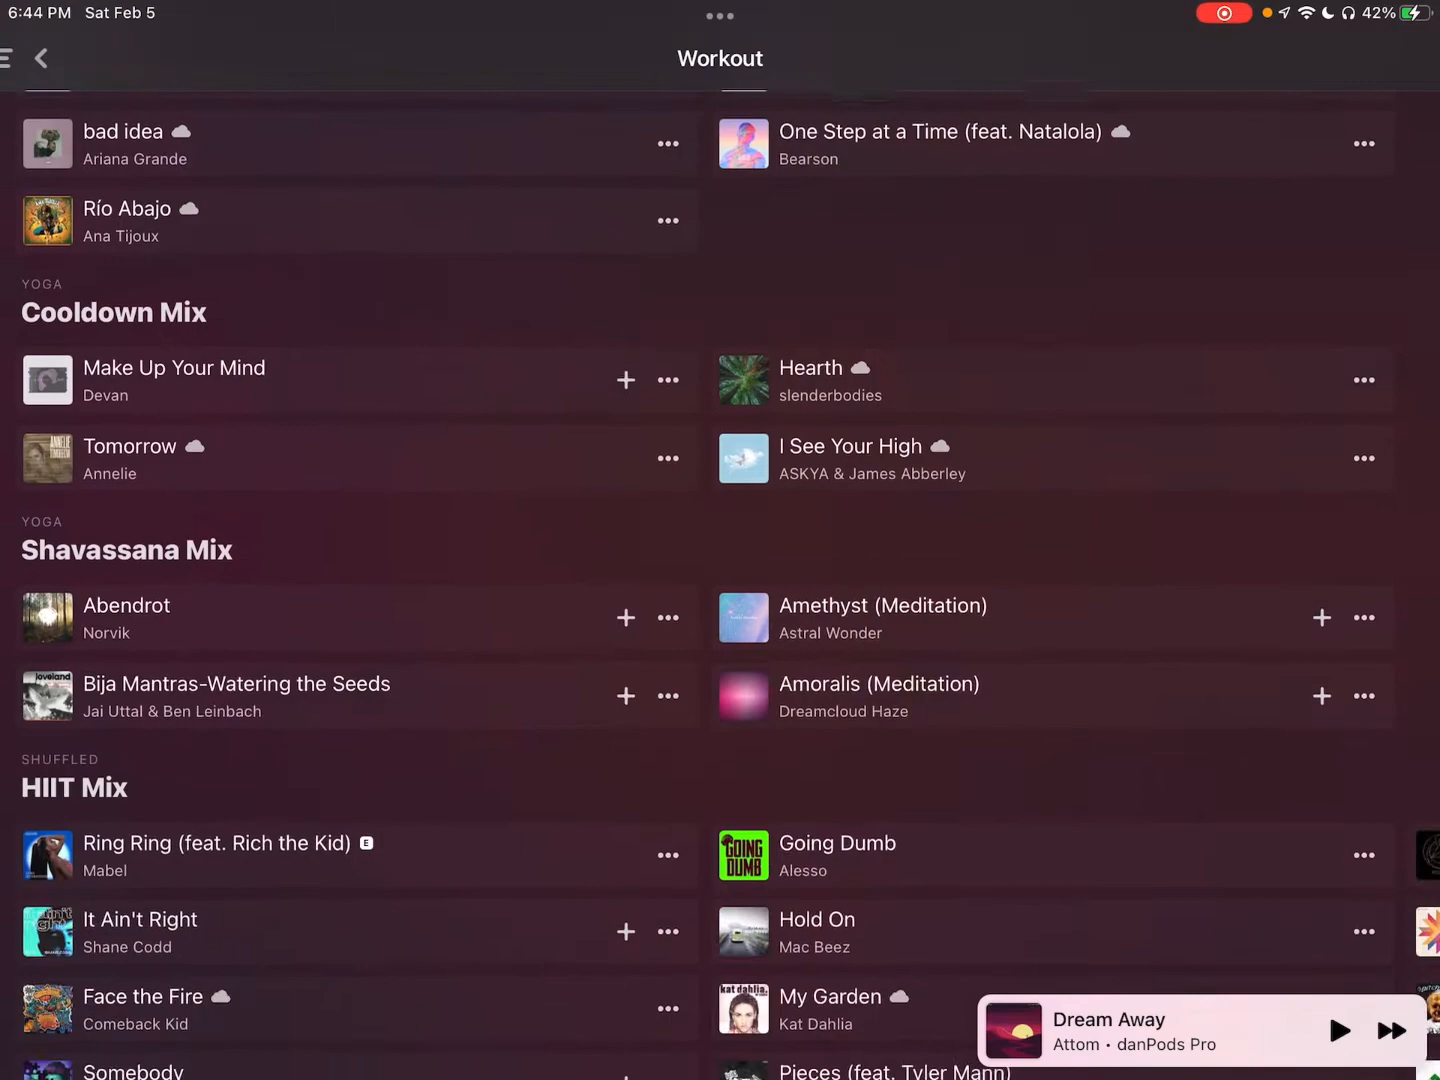 6:44 PM Sat Feb 5
42%
Workout
bad idea
Ariana Grande
One Step at a Time (feat. Natalola)
Bearson
Río Abajo
Ana Tijoux
YOGA
Cooldown Mix
Make Up Your Mind
Devan
Hearth
slenderbodies
Tomorrow
Annelie
I See Your High
ASKYA & James Abberley
YOGA
Shavassana Mix
Abendrot
Norvik
Amethyst (Meditation)
Astral Wonder
Bija Mantras-Watering the Seeds
Jai Uttal & Ben Leinbach
Amoralis (Meditation)
Dreamcloud Haze
SHUFFLED
HIIT Mix
Ring Ring (feat. Rich the Kid) E
Mabel
GOING DUMB
Going Dumb
Alesso
It Ain't Right
Shane Codd
Hold On
Mac Beez
Face the Fire
Comeback Kid
kat dahlia.
My Garden
Kat Dahlia
Dream Away
Attom • danPods Pro
Somebody
Pieces (feat. Tyler Mann)